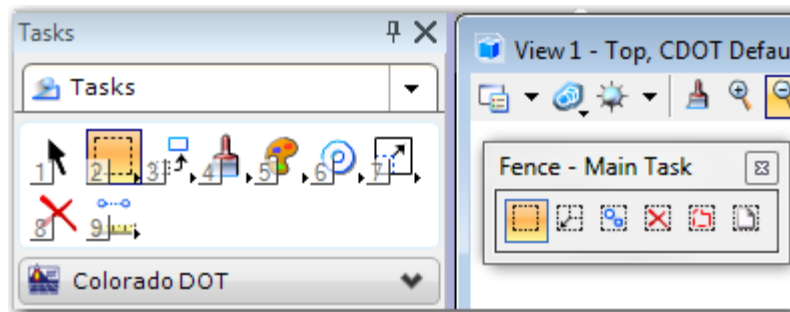 Tasks
Tasks
1 2 3 4 5 6 7
8 9
Colorado DOT
View 1 - Top, CDOT Defau
Fence - Main Task